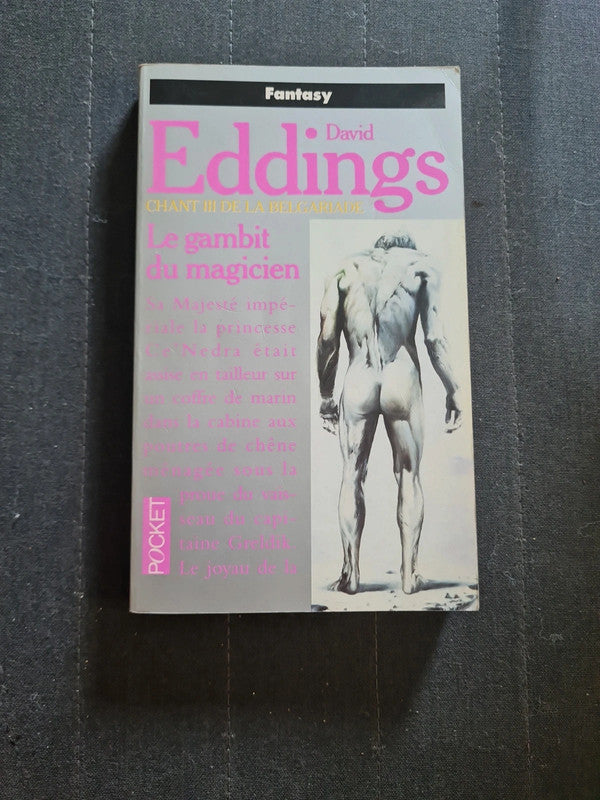 Fantasy
David
Eddings
CHANT III DE LA BELGARIADE
Le gambit
du magicien
Sa Majesté impé-
riale la princesse
Ce'Nedra était
assise en tailleur sur
un coffre de marin
dans la cabine aux
poutres de chêne
ménagée sous la
proue du vais-
seau du capi-
taine Greldik.
Le joyau de la
POCKET